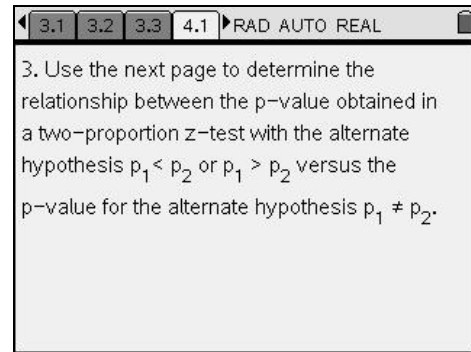 3.1 3.2 3.3 4.1 RAD AUTO REAL
3. Use the next page to determine the
relationship between the p-value obtained in
a two-proportion z-test with the alternate
hypothesis p₁< p₂ or p₁ > p₂ versus the
p-value for the alternate hypothesis p₁ ≠ p₂.